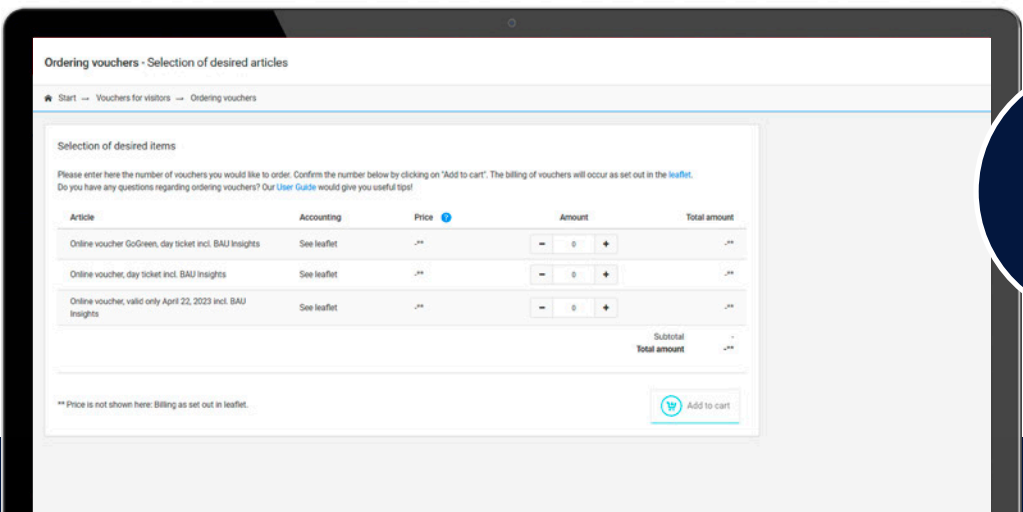 Ordering vouchers - Selection of desired articles
Start → Vouchers for visitors → Ordering vouchers
Selection of desired items
Please enter here the number of vouchers you would like to order. Confirm the number below by clicking on "Add to cart". The billing of vouchers will occur as set out in the leaflet.
Do you have any questions regarding ordering vouchers? Our User Guide would give you useful tips!
Article Accounting Price ? Amount Total amount
Online voucher GoGreen, day ticket incl. BAU Insights See leaflet -.** - 0 + -.**
Online voucher, day ticket incl. BAU Insights See leaflet -.** - 0 + -.**
Online voucher, valid only April 22, 2023 incl. BAU
Insights See leaflet -.** - 0 + -.**
Subtotal -
Total amount -.**
** Price is not shown here: Billing as set out in leaflet.
Add to cart